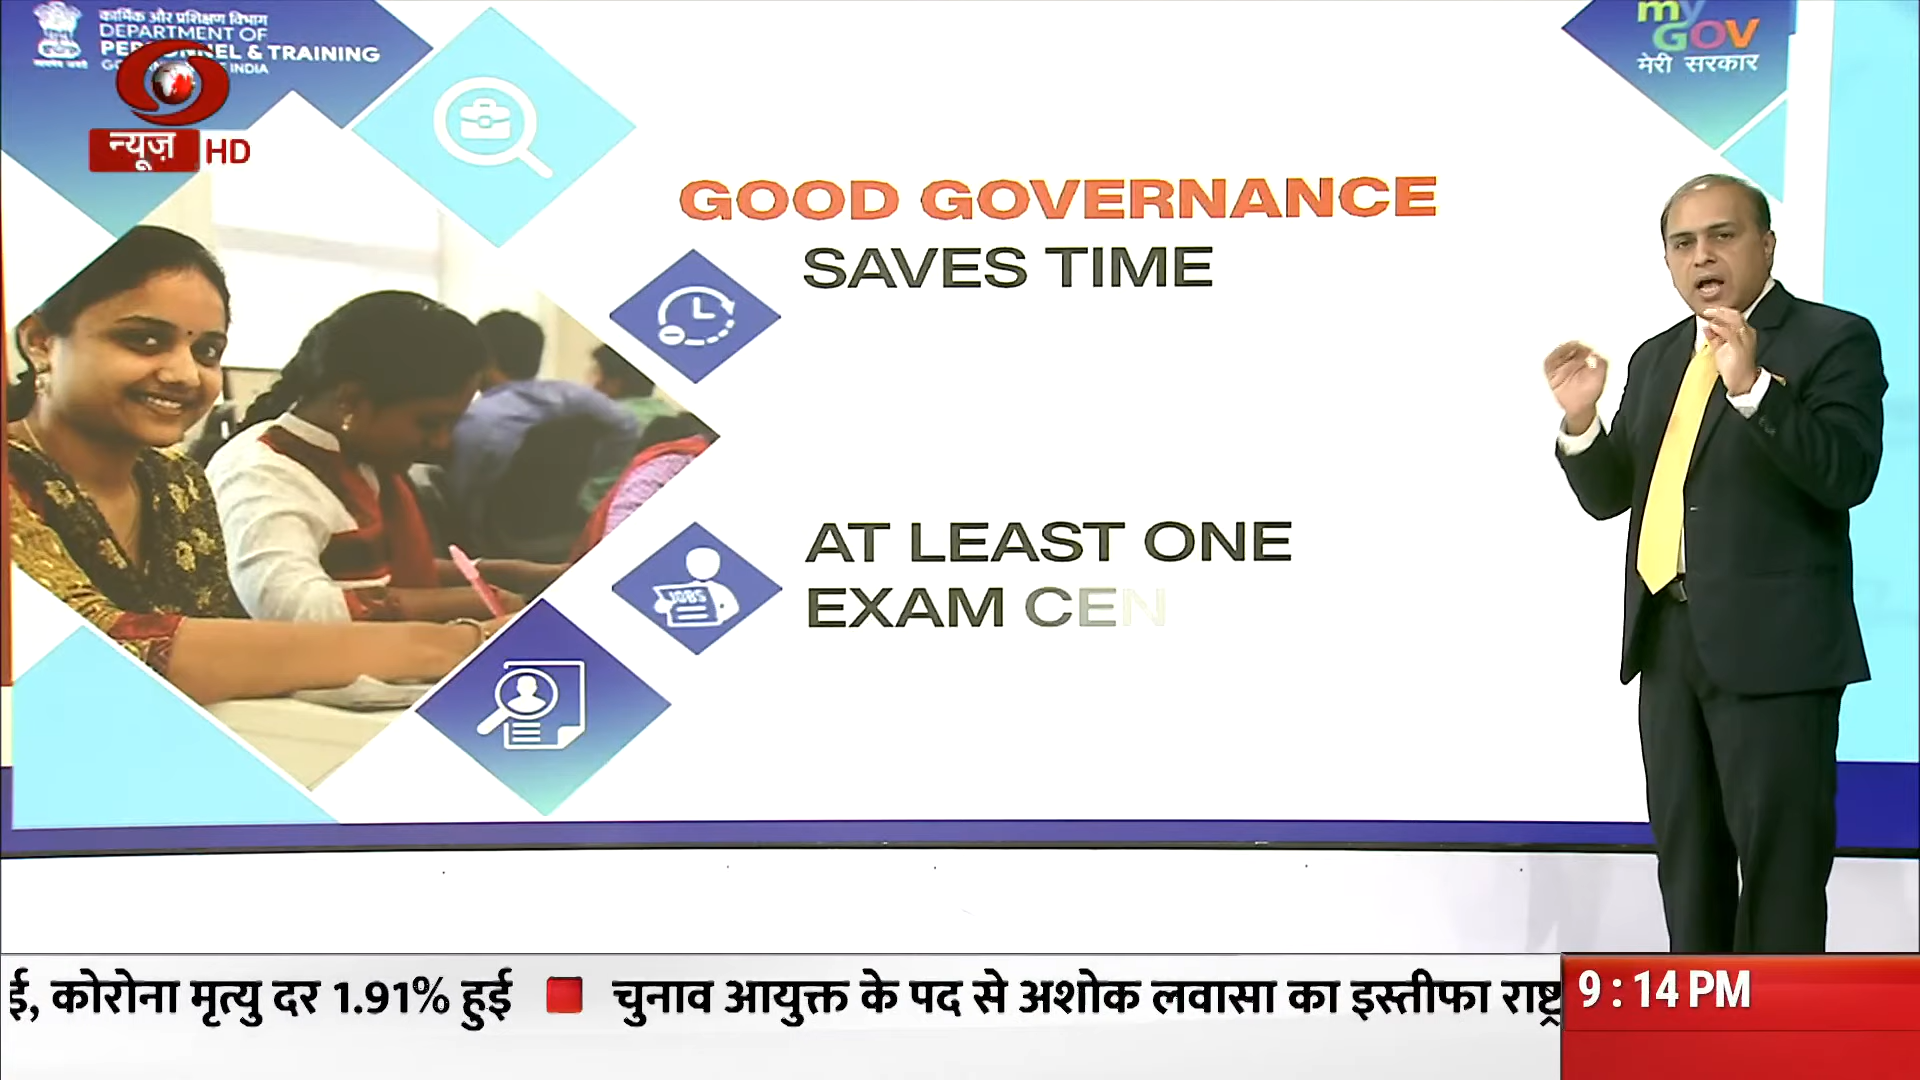 कार्मिक और प्रशिक्षण विभाग
DEPARTMENT OF
& TRAINING
INDIA
न्यूज़ HD
my
GOV
मेरी सरकार
GOOD GOVERNANCE
SAVES TIME
AT LEAST ONE
EXAM CEN
JOBS
ई, कोरोना मृत्यु दर 1.91% हुई
चुनाव आयुक्त के पद से अशोक लवासा का इस्तीफा राष्ट्र
9 : 14 PM